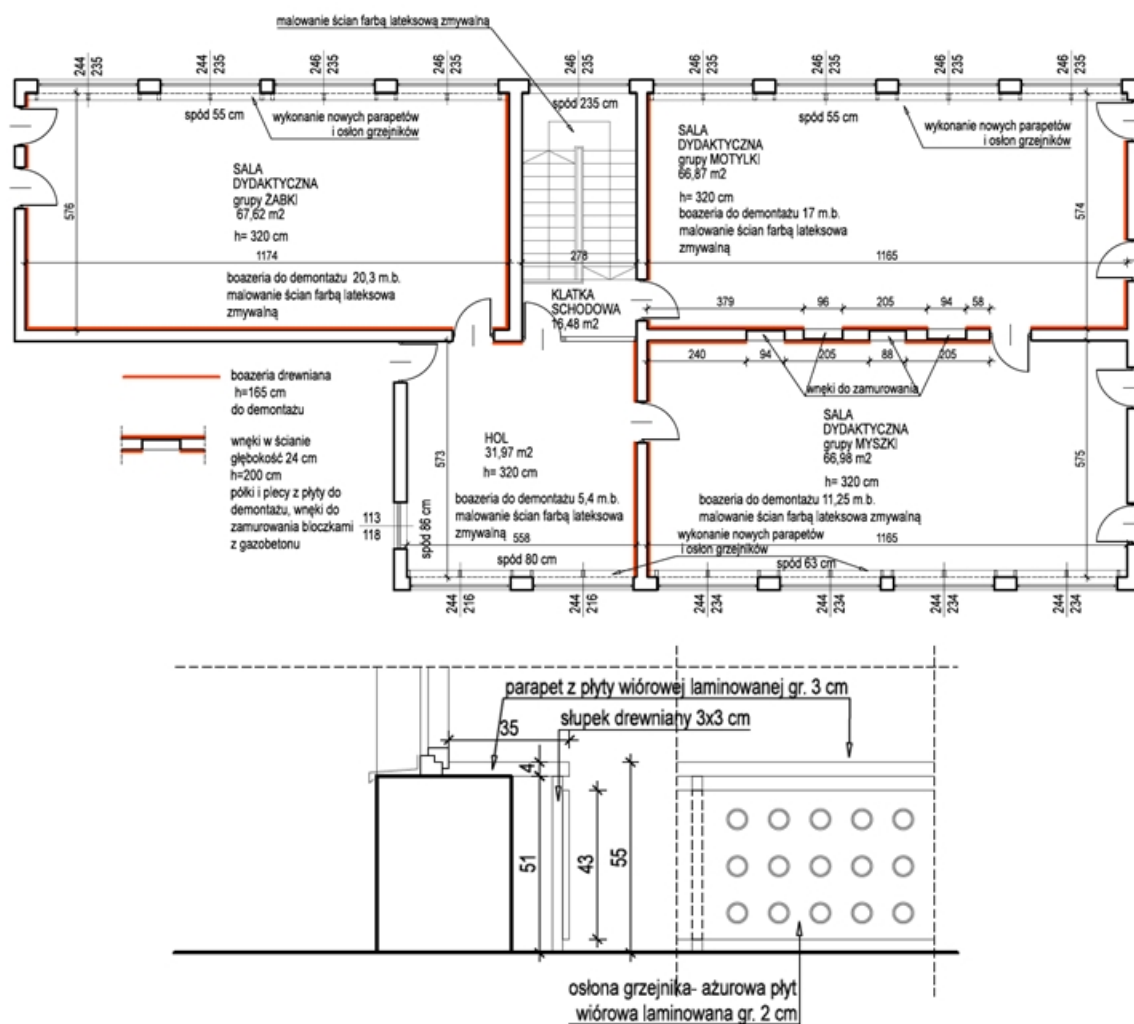 malowanie ścian farbą lateksową zmywalną
244
235
244
235
246
235
246
235
246
235
246
235
246
235
246
235
246
235
spód 55 cm
wykonanie nowych parapetów
i osłon grzejników
spód 235 cm
spód 55 cm
wykonanie nowych parapetów
i osłon grzejników
SALA
DYDAKTYCZNA
grupy ŻABKI
67,62 m2
h= 320 cm
576
1174
boazeria do demontażu 20,3 m.b.
malowanie ścian farbą lateksowa
zmywalną
278
KLATKA
SCHODOWA
16,48 m2
SALA
DYDAKTYCZNA
grupy MOTYLKI
66,87 m2
h= 320 cm
boazeria do demontażu 17 m.b.
malowanie ścian farbą lateksowa
zmywalną
574
1165
379
96
205
94
58
240
94
205
88
205
wnęki do zamurowania
boazeria drewniana
h=165 cm
do demontażu
wnęki w ścianie
głębokość 24 cm
h=200 cm
półki i plecy z płyty do
demontażu, wnęki do
zamurowania bloczkami
z gazobetonu
113
118
spód 86 cm
573
HOL
31,97 m2
h= 320 cm
boazeria do demontażu 5,4 m.b.
malowanie ścian farbą lateksowa
zmywalną
558
spód 80 cm
SALA
DYDAKTYCZNA
grupy MYSZKI
66,98 m2
h= 320 cm
boazeria do demontażu 11,25 m.b.
malowanie ścian farbą lateksowa zmywalną
wykonanie nowych parapetów
i osłon grzejników
1165
575
spód 63 cm
244
216
244
216
244
234
244
234
244
234
244
234
parapet z płyty wiórowej laminowanej gr. 3 cm
słupek drewniany 3x3 cm
35
4
51
43
55
osłona grzejnika- ażurowa płyt
wiórowa laminowana gr. 2 cm